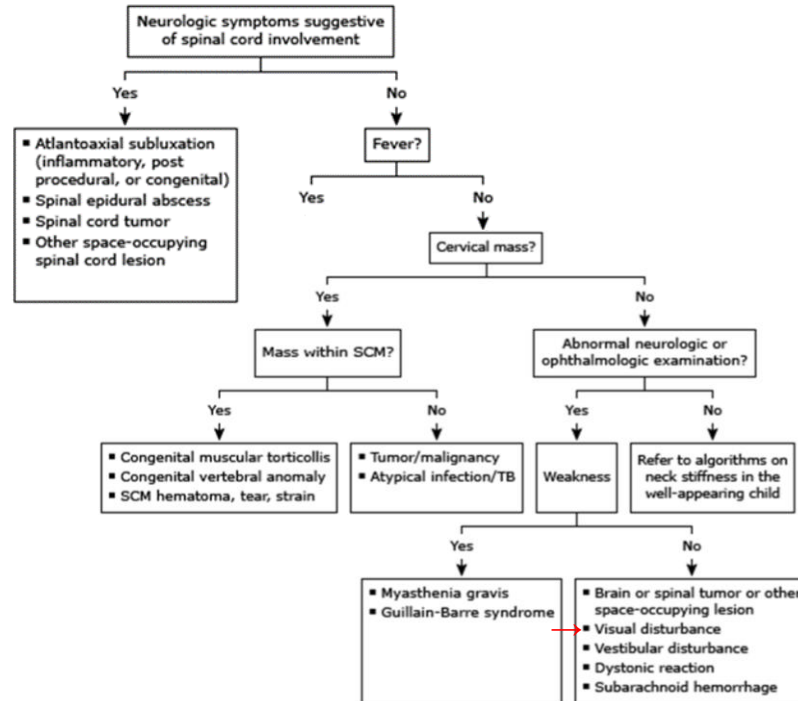 Neurologic symptoms suggestive
of spinal cord involvement
Yes
No
▪ Atlantoaxial subluxation
(inflammatory, post
procedural, or congenital)
▪ Spinal epidural abscess
▪ Spinal cord tumor
▪ Other space-occupying
spinal cord lesion
Fever?
Yes
No
Cervical mass?
Yes
No
Mass within SCM?
Abnormal neurologic or
ophthalmologic examination?
Yes
No
Yes
No
▪ Congenital muscular torticollis
▪ Congenital vertebral anomaly
▪ SCM hematoma, tear, strain
▪ Tumor/malignancy
▪ Atypical infection/TB
Weakness
Refer to algorithms on
neck stiffness in the
well-appearing child
Yes
No
▪ Myasthenia gravis
▪ Guillain-Barre syndrome
▪ Brain or spinal tumor or other
space-occupying lesion
▪ Visual disturbance
▪ Vestibular disturbance
▪ Dystonic reaction
▪ Subarachnoid hemorrhage